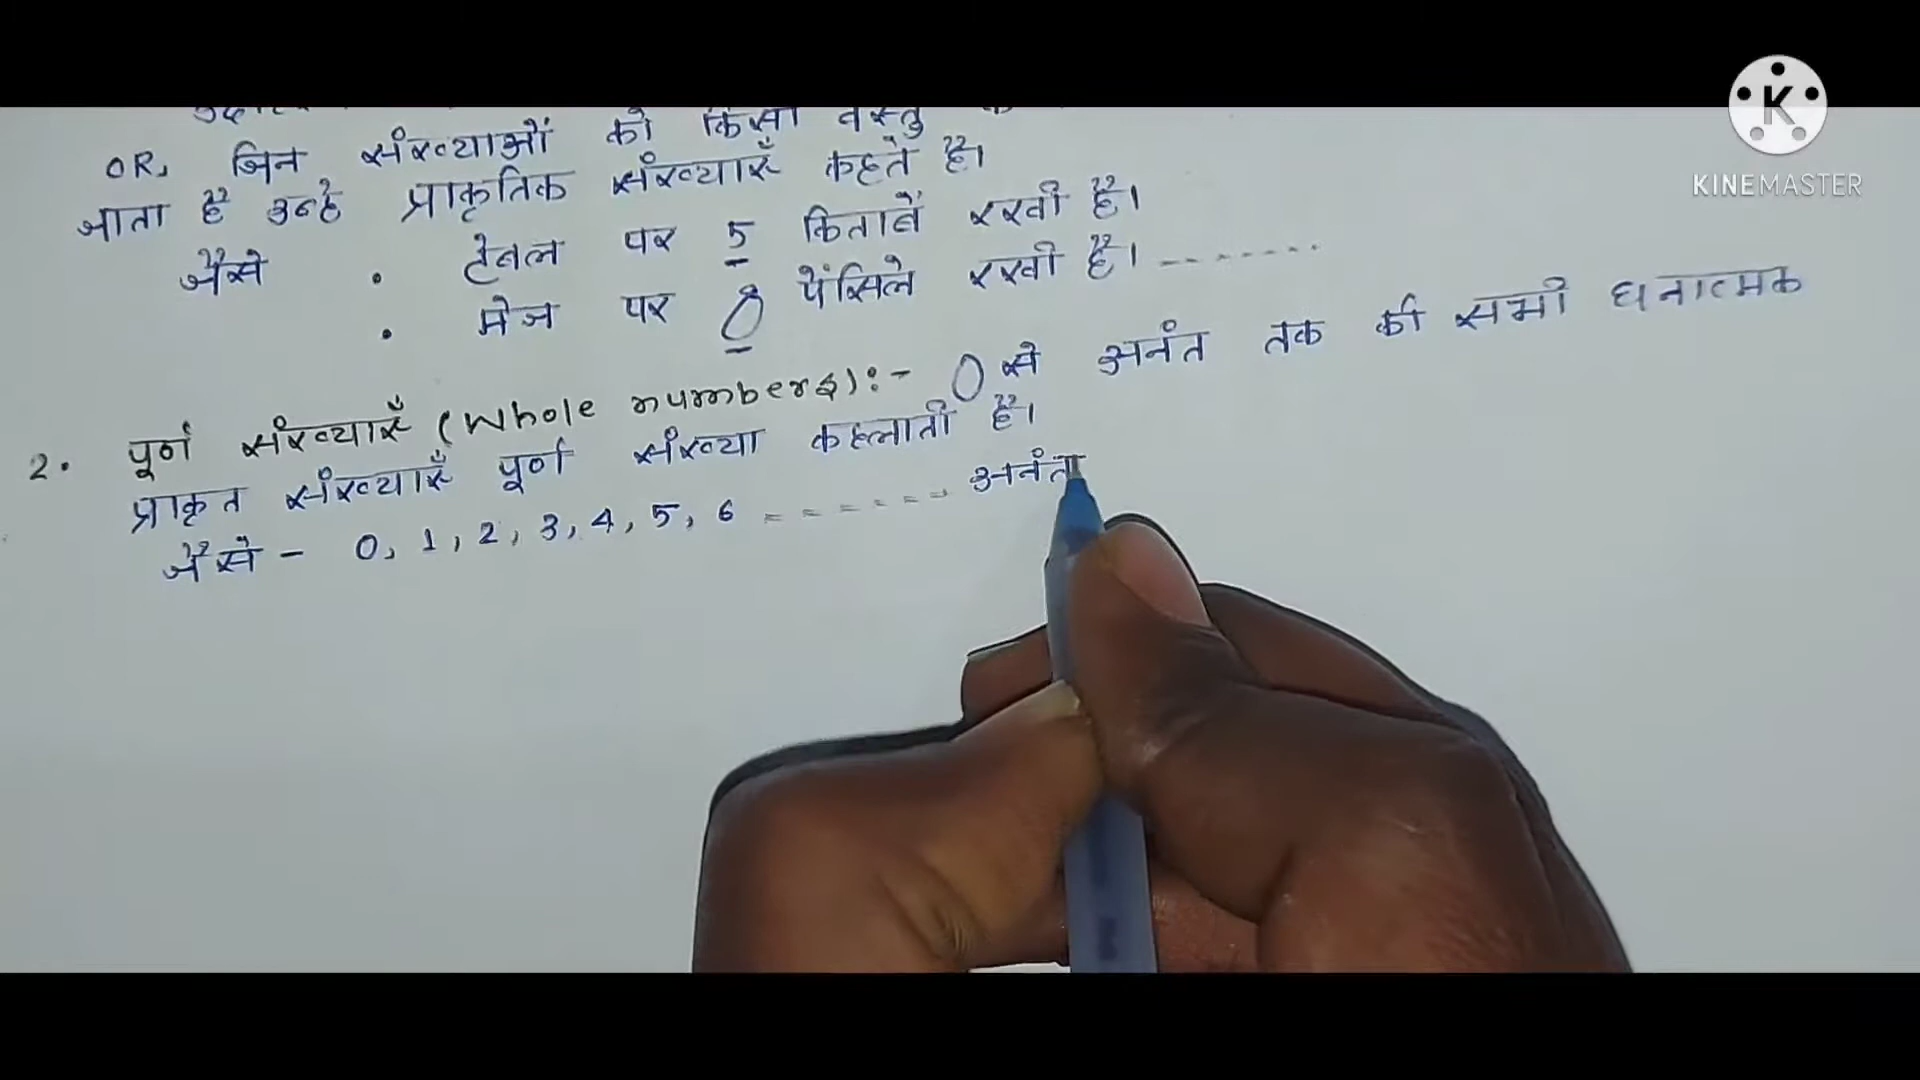 OR, जिन संख्याओं को किसी वस्तु
जाता है उन्हे प्राकृतिक संख्याएँ कहते है।
जैसे • टेबल पर 5 किताबें रखी है।
• मेज पर 8 पेंसिले रखी है। -------
2. पूर्ण संख्याएँ (Whole numbers):- 0 से अनंत तक की सभी धनात्मक
प्राकृत संख्याएँ पूर्ण संख्या कहलाती है।
जैसे - 0, 1, 2, 3, 4, 5, 6 ------ अनंत
KINEMASTER